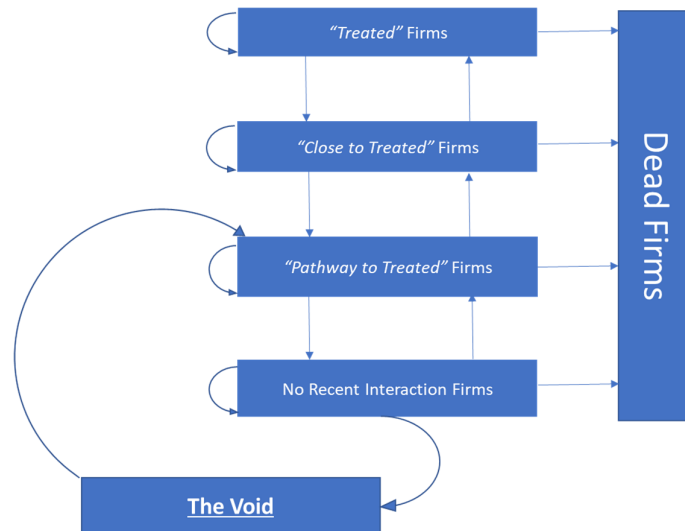 “Treated” Firms
“Close to Treated” Firms
“Pathway to Treated” Firms
No Recent Interaction Firms
The Void
Dead Firms